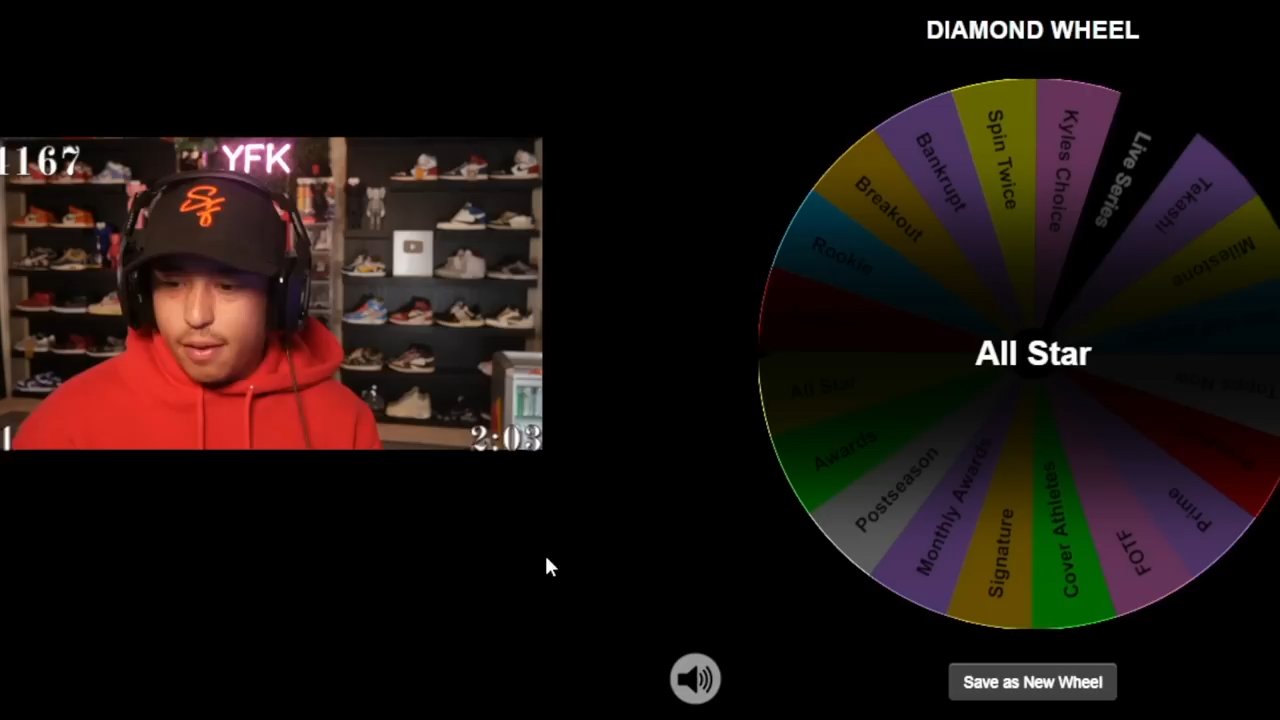 DIAMOND WHEEL
1167
YFK
1
2:03
Spin Twice
Kyles Choice
Live Series
Tekashi
Milestone
Prime
FOTF
Cover Athletes
Signature
Monthly Awards
Postseason
Awards
All Star
Rookie
Breakout
Bankrupt
All Star
Save as New Wheel